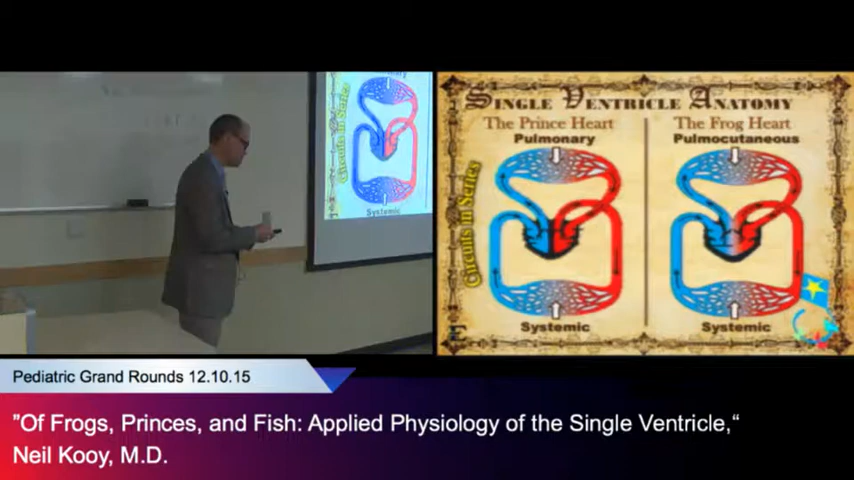 Single Ventricle Anatomy
The Prince Heart
Pulmonary
The Frog Heart
Pulmocutaneous
Circuits in Series
Systemic
Systemic
Circuits in Series
Systemic
Pediatric Grand Rounds 12.10.15
"Of Frogs, Princes, and Fish: Applied Physiology of the Single Ventricle,“
Neil Kooy, M.D.